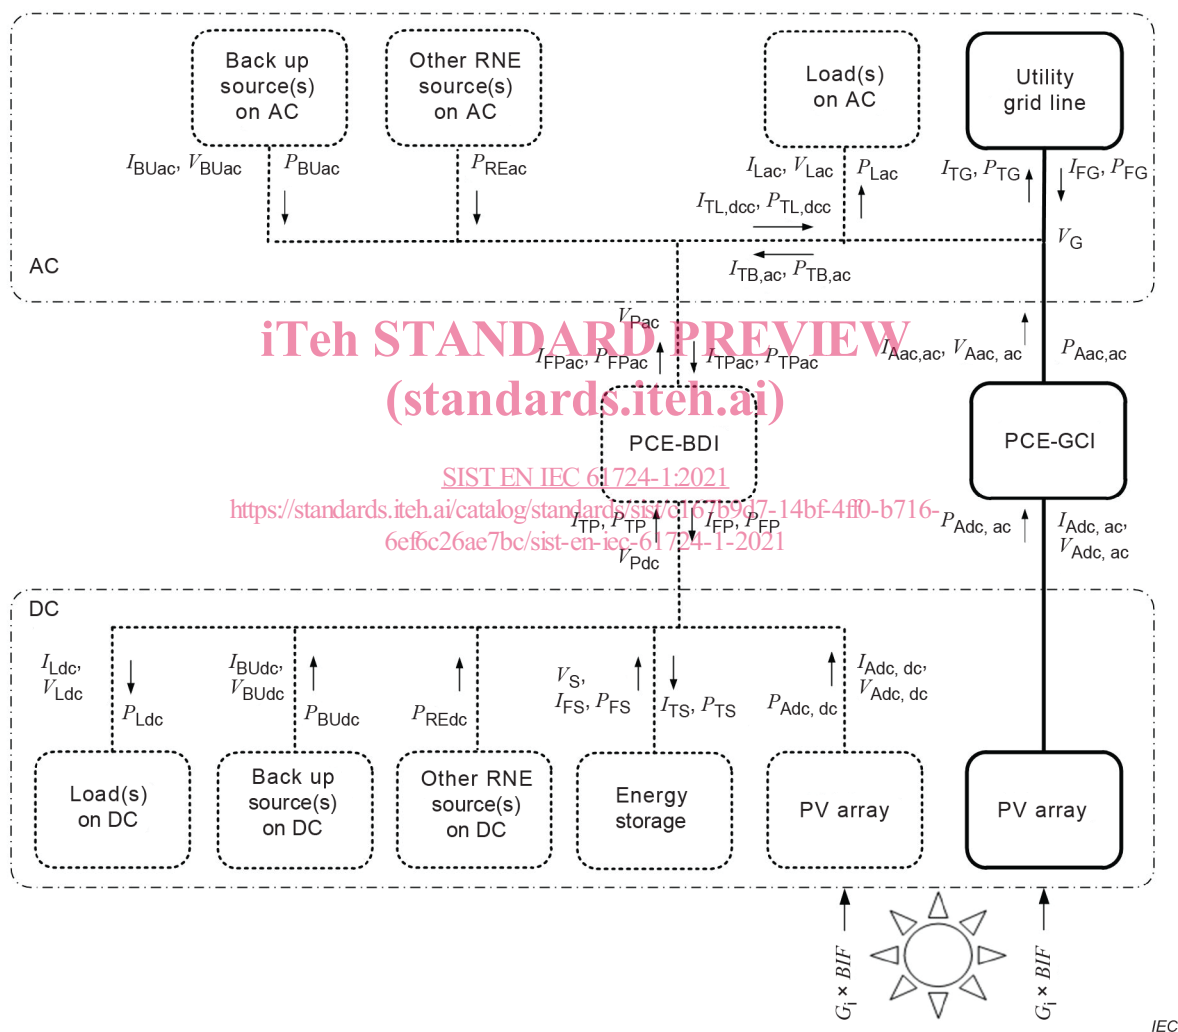 Back up
source(s)
on AC
Other RNE
source(s)
on AC
Load(s)
on AC
Utility
grid line
I_BUac, V_BUac
P_BUac
P_REac
I_Lac, V_Lac
P_Lac
I_TG, P_TG
I_FG, P_FG
I_TL,dcc, P_TL,dcc
V_G
I_TB,ac, P_TB,ac
AC
V_Pac
iTeh STANDARD PREVIEW
I_FPac, P_FPac
I_TPac, P_TPac
I_Aac,ac, V_Aac, ac
P_Aac,ac
(standards.iteh.ai)
PCE-BDI
PCE-GCI
SIST EN IEC 61724-1:2021
https://standards.iteh.ai/catalog/standards/sist/c167b9d7-14bf-4ff0-b716-
6ef6c26ae7bc/sist-en-iec-61724-1-2021
I_TP, P_TP
I_FP, P_FP
V_Pdc
P_Adc, ac
I_Adc, ac,
V_Adc, ac
DC
I_Ldc,
V_Ldc
P_Ldc
I_BUdc,
V_BUdc
P_BUdc
P_REdc
V_S,
I_FS, P_FS
I_TS, P_TS
P_Adc, dc
I_Adc, dc,
V_Adc, dc
Load(s)
on DC
Back up
source(s)
on DC
Other RNE
source(s)
on DC
Energy
storage
PV array
PV array
G_i × BIF
G_i × BIF
IEC